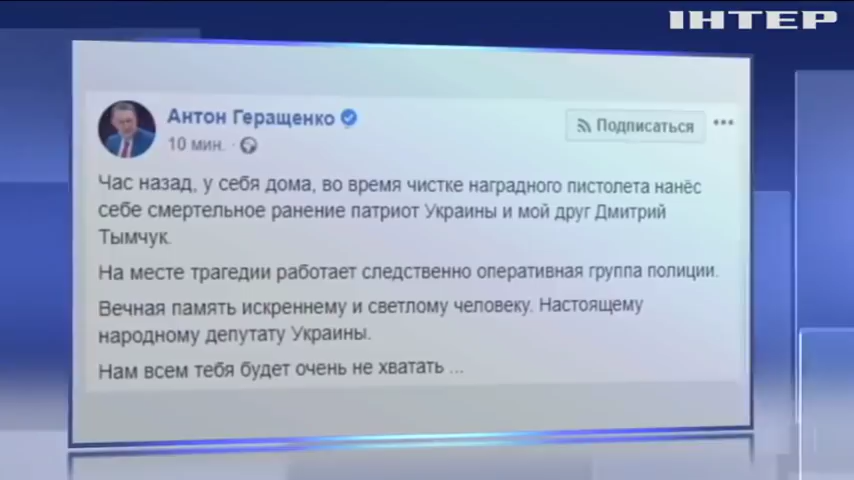 ІНТЕР
Антон Геращенко
10 мин.
Подписаться
Час назад, у себя дома, во время чистке наградного пистолета нанёс
себе смертельное ранение патриот Украины и мой друг Дмитрий
Тымчук.
На месте трагедии работает следственно оперативная группа полиции.
Вечная память искреннему и светлому человеку. Настоящему
народному депутату Украины.
Нам всем тебя будет очень не хватать ...